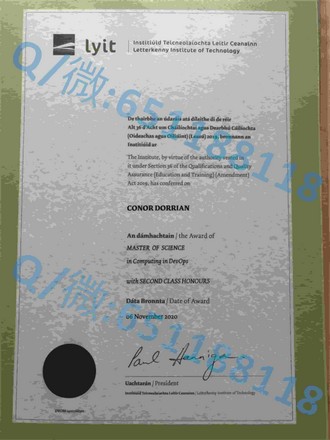 lyit
Institiúid Teicneolaíochta Leitir Ceanainn
Letterkenny Institute of Technology
Q/微:651188118
De thairbhe an údaráis atá dílsithe di de réir
Alt 36 d'Acht um Cháilíochtaí agus Dearbhú Cáilíochta
(Oideachas agus Oiliúint) (Leasú) 2019, bronnann an
Institiúid ar
The Institute, by virtue of the authority vested in
it under Section 36 of the Qualifications and Quality
Assurance (Education and Training) (Amendment)
Act 2019, has conferred on
CONOR DORRIAN
An dámhachtain / the Award of
MASTER OF SCIENCE
in Computing in DevOps
with SECOND CLASS HONOURS
Dáta Bronnta / Date of Award
06 November 2020
Q/微:651188118
Paul Hannigan
Uachtarán / President
Institiúid Teicneolaíochta Leitir Ceanainn / Letterkenny Institute of Technology